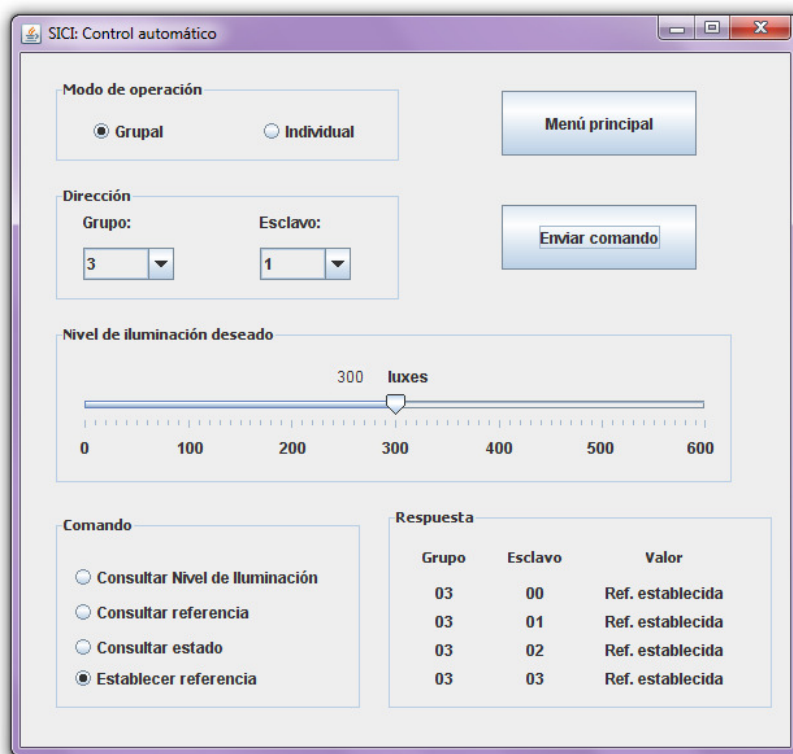 SICI: Control automático
Modo de operación
Grupal Individual
Menú principal
Dirección
Grupo: Esclavo:
3 1
Enviar comando
Nivel de iluminación deseado
300 luxes
0 100 200 300 400 500 600
Comando
Consultar Nivel de Iluminación
Consultar referencia
Consultar estado
Establecer referencia
Respuesta
Grupo Esclavo Valor
03 00 Ref. establecida
03 01 Ref. establecida
03 02 Ref. establecida
03 03 Ref. establecida